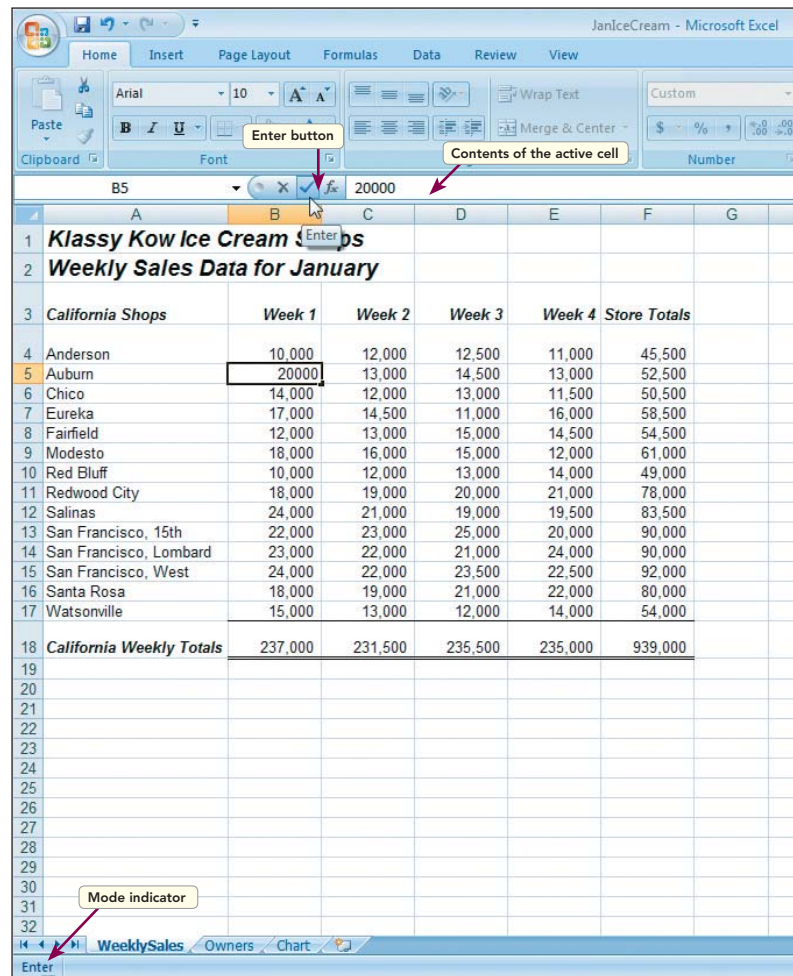 JanIceCream - Microsoft Excel
Home Insert Page Layout Formulas Data Review View
Paste
Arial 10 A A Wrap Text Custom
B I U Merge & Center $ % ,
Clipboard Font Number
Enter button
Contents of the active cell
B5 fx 20000
Enter
A B C D E F G
1 Klassy Kow Ice Cream ps
2 Weekly Sales Data for January
3 California Shops Week 1 Week 2 Week 3 Week 4 Store Totals
4 Anderson 10,000 12,000 12,500 11,000 45,500
5 Auburn 20000 13,000 14,500 13,000 52,500
6 Chico 14,000 12,000 13,000 11,500 50,500
7 Eureka 17,000 14,500 11,000 16,000 58,500
8 Fairfield 12,000 13,000 15,000 14,500 54,500
9 Modesto 18,000 16,000 15,000 12,000 61,000
10 Red Bluff 10,000 12,000 13,000 14,000 49,000
11 Redwood City 18,000 19,000 20,000 21,000 78,000
12 Salinas 24,000 21,000 19,000 19,500 83,500
13 San Francisco, 15th 22,000 23,000 25,000 20,000 90,000
14 San Francisco, Lombard 23,000 22,000 21,000 24,000 90,000
15 San Francisco, West 24,000 22,000 23,500 22,500 92,000
16 Santa Rosa 18,000 19,000 21,000 22,000 80,000
17 Watsonville 15,000 13,000 12,000 14,000 54,000
18 California Weekly Totals 237,000 231,500 235,500 235,000 939,000
19
20
21
22
23
24
25
26
27
28
29
30
Mode indicator
31
32
WeeklySales Owners Chart
Enter